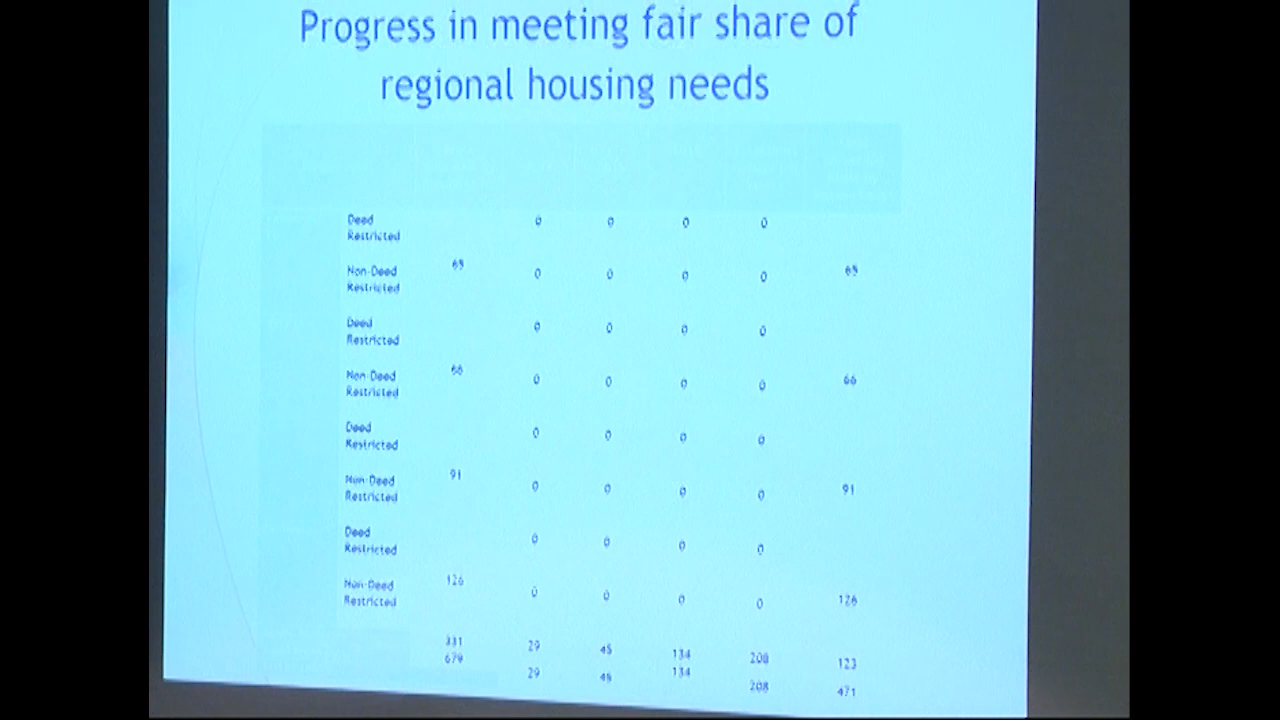 Progress in meeting fair share of
regional housing needs
Deed
Restricted
0 0 0 0
65 65
Non-Deed
Restricted
0 0 0 0
Deed
Restricted
0 0 0 0
66 66
Non-Deed
Restricted
0 0 0 0
Deed
Restricted
0 0 0 0
91 91
Non-Deed
Restricted
0 0 0 0
Deed
Restricted
0 0 0 0
126 126
Non-Deed
Restricted
0 0 0 0
331 29 45 134 208 123
679 29 45 134 208 471